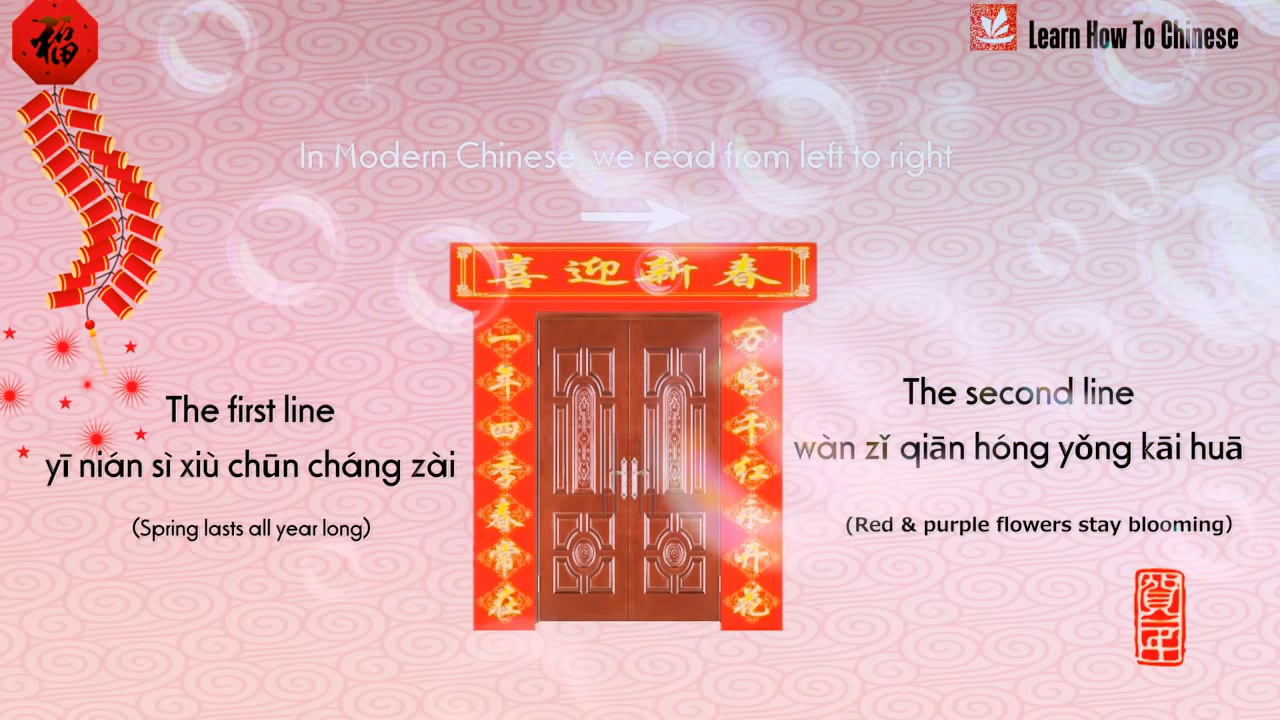 福
Learn How To Chinese
In Modern Chinese, we read from left to right
喜迎新春
一年四季春常在
万紫千红永开花
The first line
yī nián sì xiù chūn cháng zài
(Spring lasts all year long)
The second line
wàn zǐ qiān hóng yǒng kāi huā
(Red & purple flowers stay blooming)
賀年